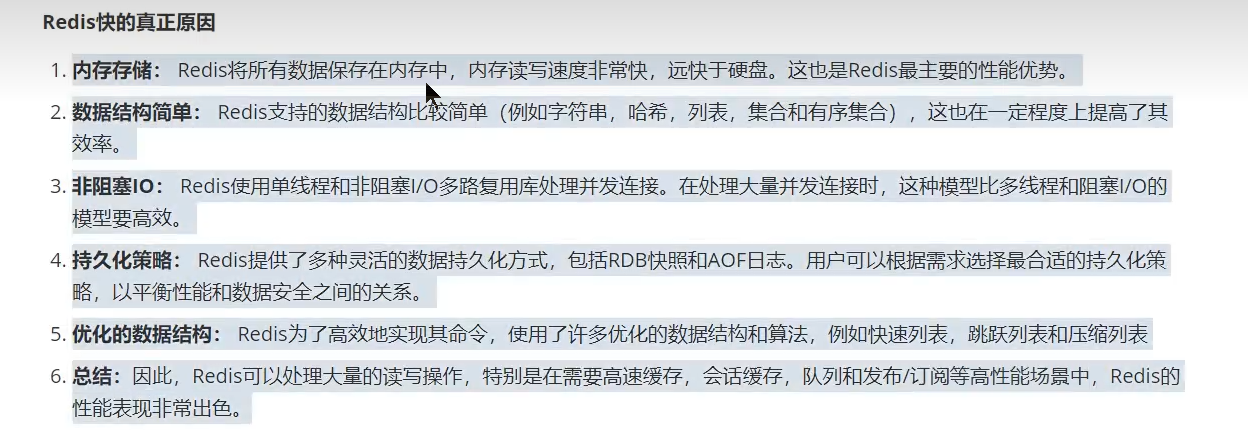 Redis快的真正原因
1. 内存存储： Redis将所有数据保存在内存中，内存读写速度非常快，远快于硬盘。这也是Redis最主要的性能优势。
2. 数据结构简单： Redis支持的数据结构比较简单（例如字符串，哈希，列表，集合和有序集合），这也在一定程度上提高了其
效率。
3. 非阻塞IO： Redis使用单线程和非阻塞I/O多路复用库处理并发连接。在处理大量并发连接时，这种模型比多线程和阻塞I/O的
模型要高效。
4. 持久化策略： Redis提供了多种灵活的数据持久化方式，包括RDB快照和AOF日志。用户可以根据需求选择最合适的持久化策
略，以平衡性能和数据安全之间的关系。
5. 优化的数据结构： Redis为了高效地实现其命令，使用了许多优化的数据结构和算法，例如快速列表，跳跃列表和压缩列表
6. 总结：因此，Redis可以处理大量的读写操作，特别是在需要高速缓存，会话缓存，队列和发布/订阅等高性能场景中，Redis的
性能表现非常出色。